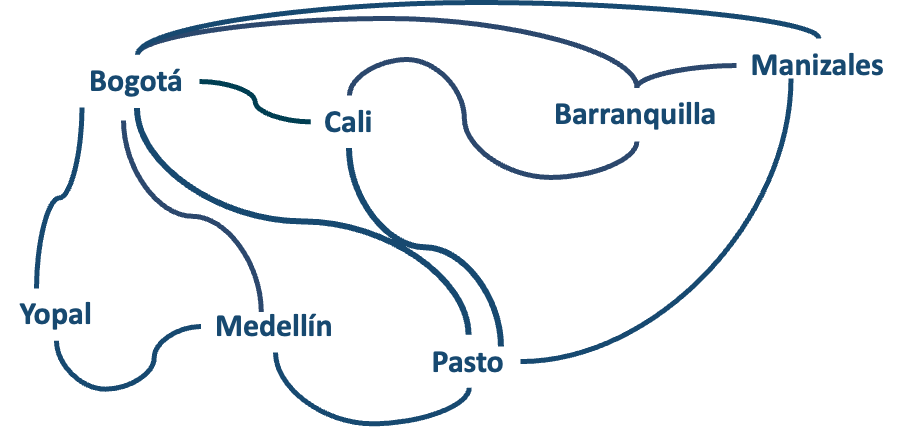 Bogotá
Cali
Barranquilla
Manizales
Yopal
Medellín
Pasto